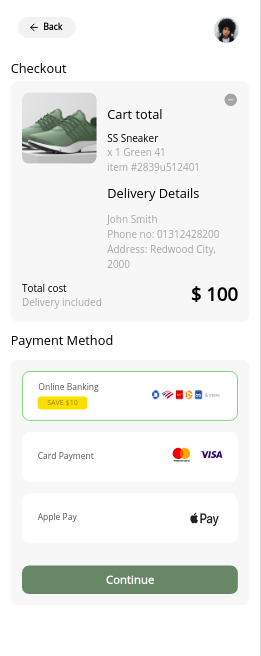 Back
Checkout
Cart total
SS Sneaker
x 1 Green 41
item #2839u512401
Delivery Details
John Smith
Phone no: 01312428200
Address: Redwood City,
2000
Total cost
Delivery included
$ 100
Payment Method
Online Banking
SAVE $10
& more
Card Payment
VISA
Apple Pay
Pay
Continue